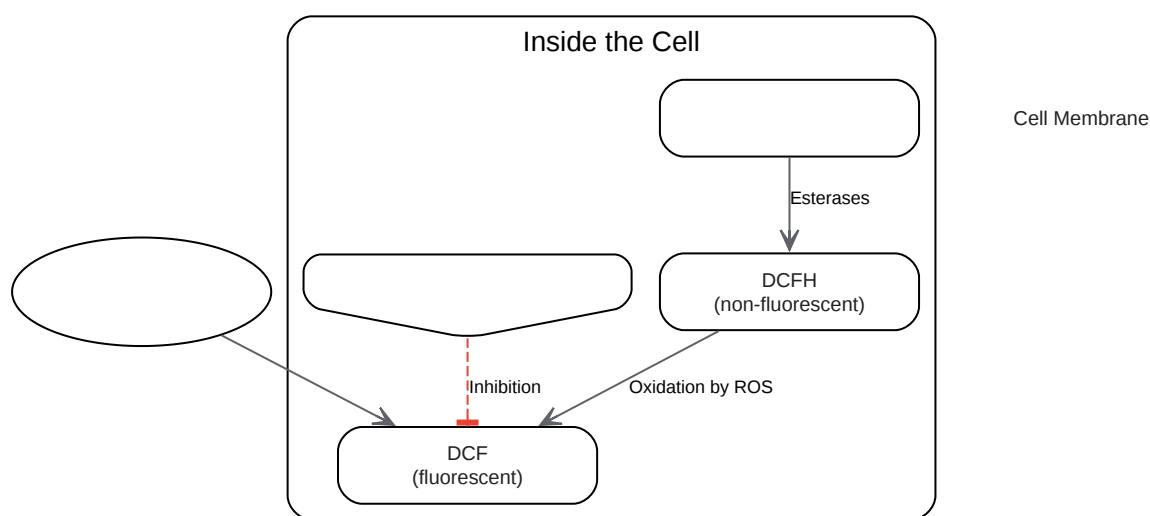 Inside the Cell
Cell Membrane
Esterases
DCFH
(non-fluorescent)
Inhibition
Oxidation by ROS
DCF
(fluorescent)